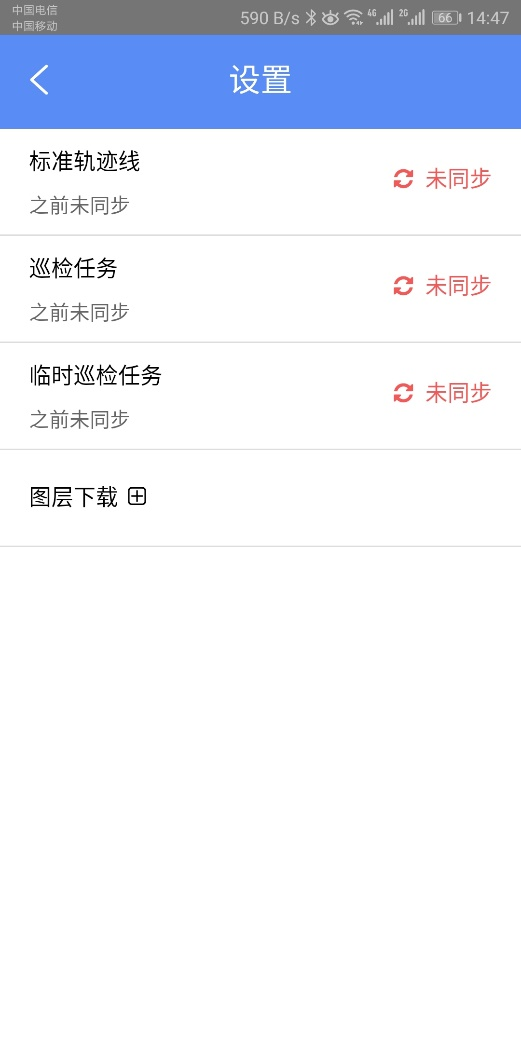 中国电信
中国移动
590 B/s 4G 2G 66 14:47
设置
标准轨迹线
之前未同步
未同步
巡检任务
之前未同步
未同步
临时巡检任务
之前未同步
未同步
图层下载